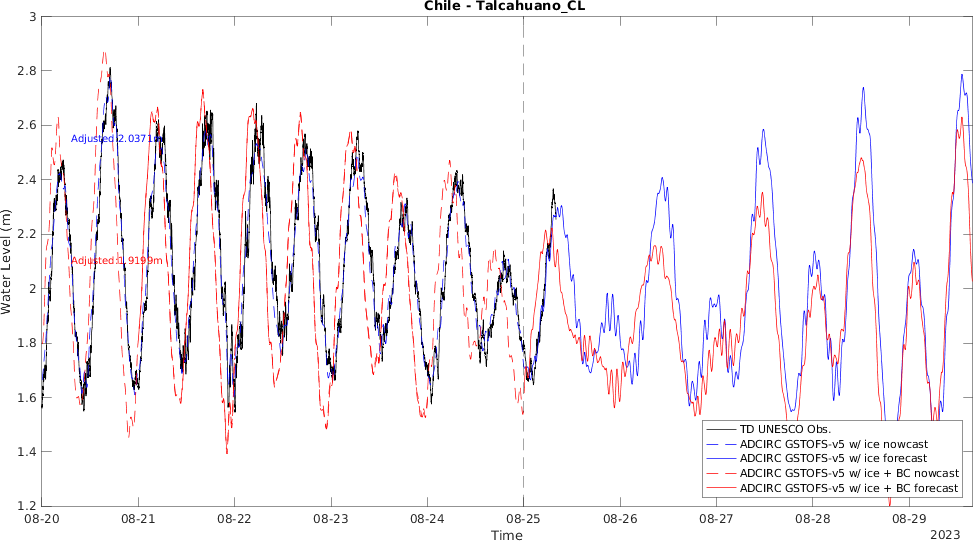 Chile - Talcahuano_CL
3
2.8
2.6
2.4
2.2
2
1.8
1.6
1.4
1.2
Water Level (m)
Adjusted:2.0371m
Adjusted:1.9199m
TD UNESCO Obs.
ADCIRC GSTOFS-v5 w/ ice nowcast
ADCIRC GSTOFS-v5 w/ ice forecast
ADCIRC GSTOFS-v5 w/ ice + BC nowcast
ADCIRC GSTOFS-v5 w/ ice + BC forecast
08-20 08-21 08-22 08-23 08-24 08-25 08-26 08-27 08-28 08-29
Time
2023